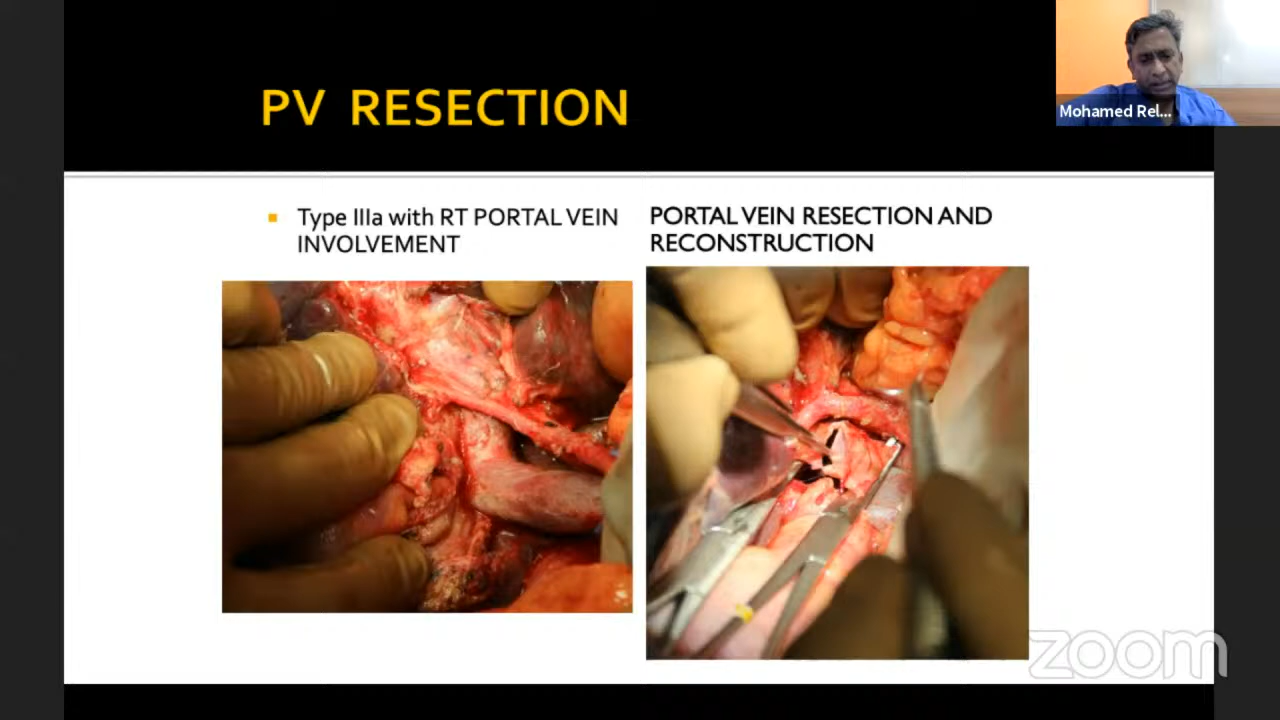 PV RESECTION
Mohamed Rel...
Type IIIa with RT PORTAL VEIN
INVOLVEMENT
PORTAL VEIN RESECTION AND
RECONSTRUCTION
zoom